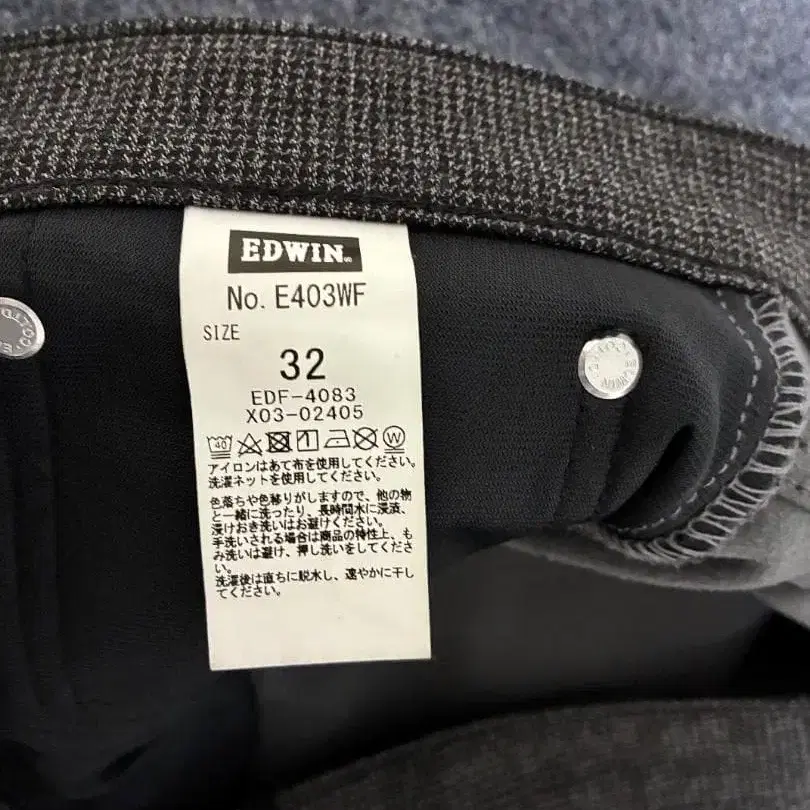 EDWIN
No. E403WF
SIZE
32
EDF-4083
X03-02405
40 W
アイロンはあて布を使用してください。
洗濯ネットを使用してください。
色落ちや色移りがしますので、他の物
と一緒に洗ったり、長時間水に浸漬、
浸けおき洗いはお避けください。
手洗いされる場合は商品の特性上、も
み洗いは避け、押し洗いをしてくださ
い。
洗濯後は直ちに脱水し、速やかに干し
てください。
EDWIN